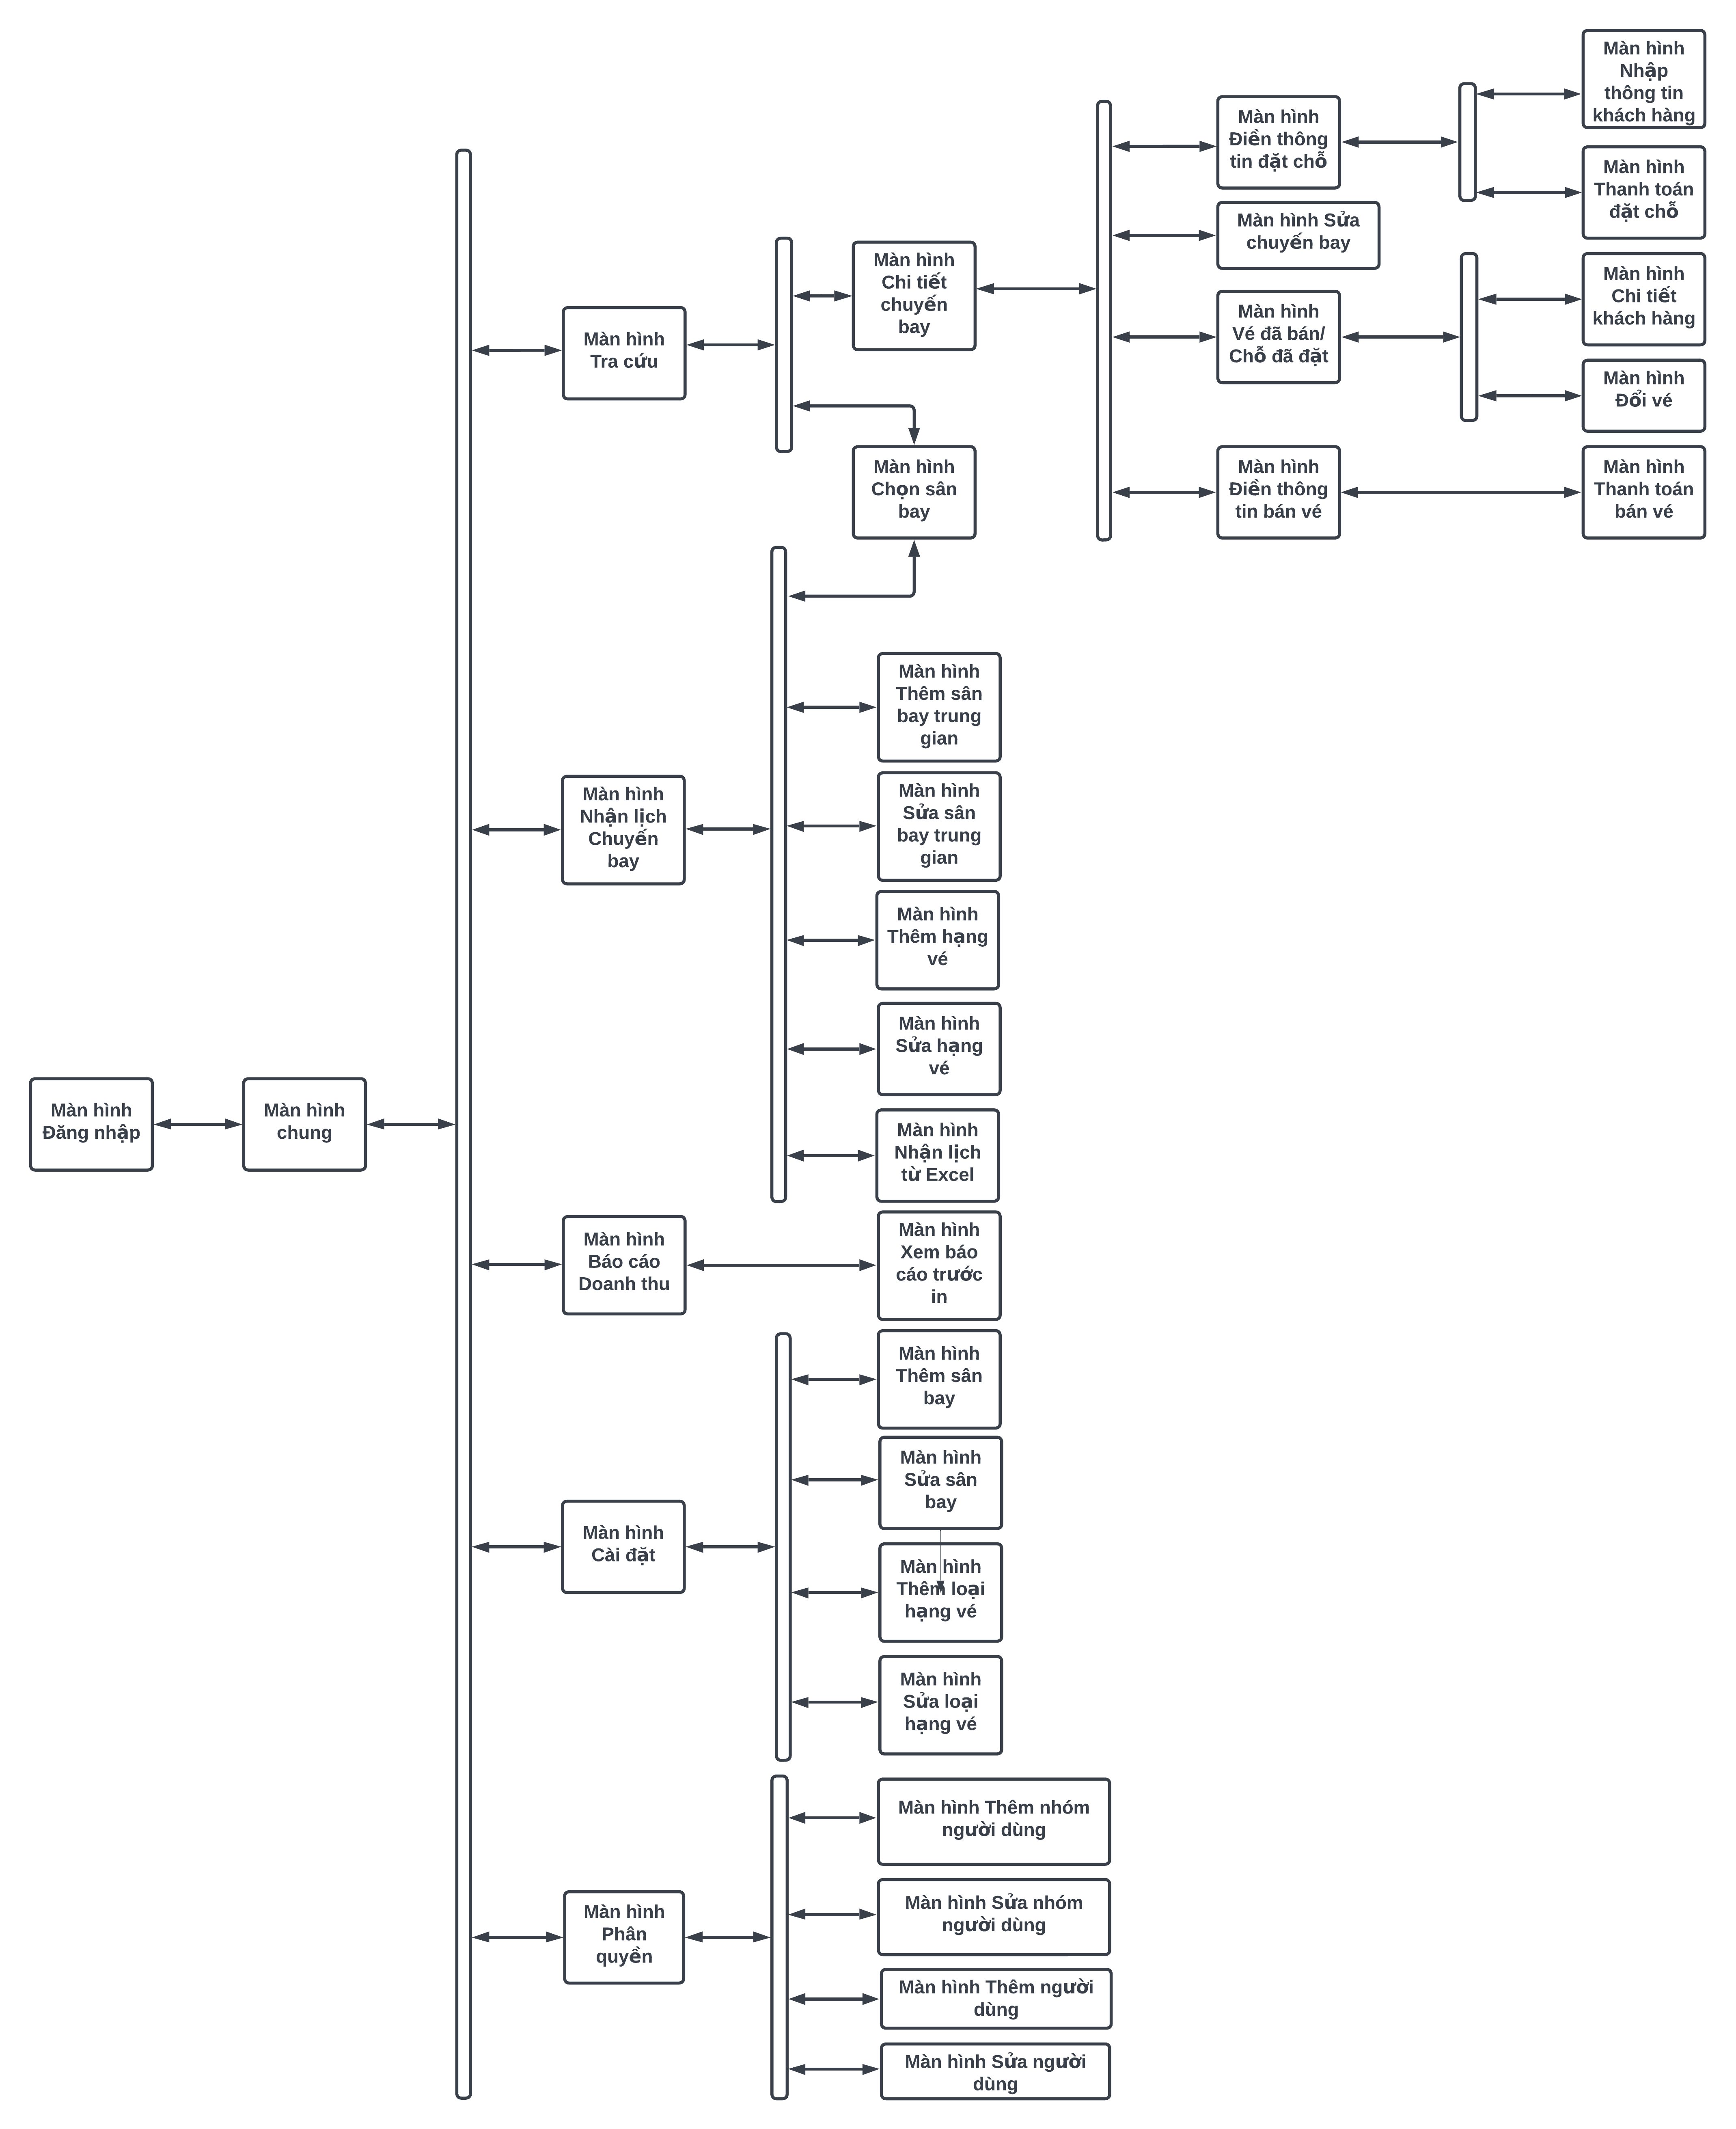 Màn hình
Nhập
thông tin
khách hàng
Màn hình
Điền thông
tin đặt chỗ
Màn hình
Thanh toán
đặt chỗ
Màn hình Sửa
chuyến bay
Màn hình
Chi tiết
chuyến
bay
Màn hình
Chi tiết
khách hàng
Màn hình
Vé đã bán/
Chỗ đã đặt
Màn hình
Tra cứu
Màn hình
Đổi vé
Màn hình
Chọn sân
bay
Màn hình
Điền thông
tin bán vé
Màn hình
Thanh toán
bán vé
Màn hình
Thêm sân
bay trung
gian
Màn hình
Nhận lịch
Chuyến
bay
Màn hình
Sửa sân
bay trung
gian
Màn hình
Thêm hạng
vé
Màn hình
Sửa hạng
vé
Màn hình
Đăng nhập
Màn hình
chung
Màn hình
Nhận lịch
từ Excel
Màn hình
Báo cáo
Doanh thu
Màn hình
Xem báo
cáo trước
in
Màn hình
Thêm sân
bay
Màn hình
Sửa sân
bay
Màn hình
Cài đặt
Màn hình
Thêm loại
hạng vé
Màn hình
Sửa loại
hạng vé
Màn hình Thêm nhóm
người dùng
Màn hình
Phân
quyền
Màn hình Sửa nhóm
người dùng
Màn hình Thêm người
dùng
Màn hình Sửa người
dùng